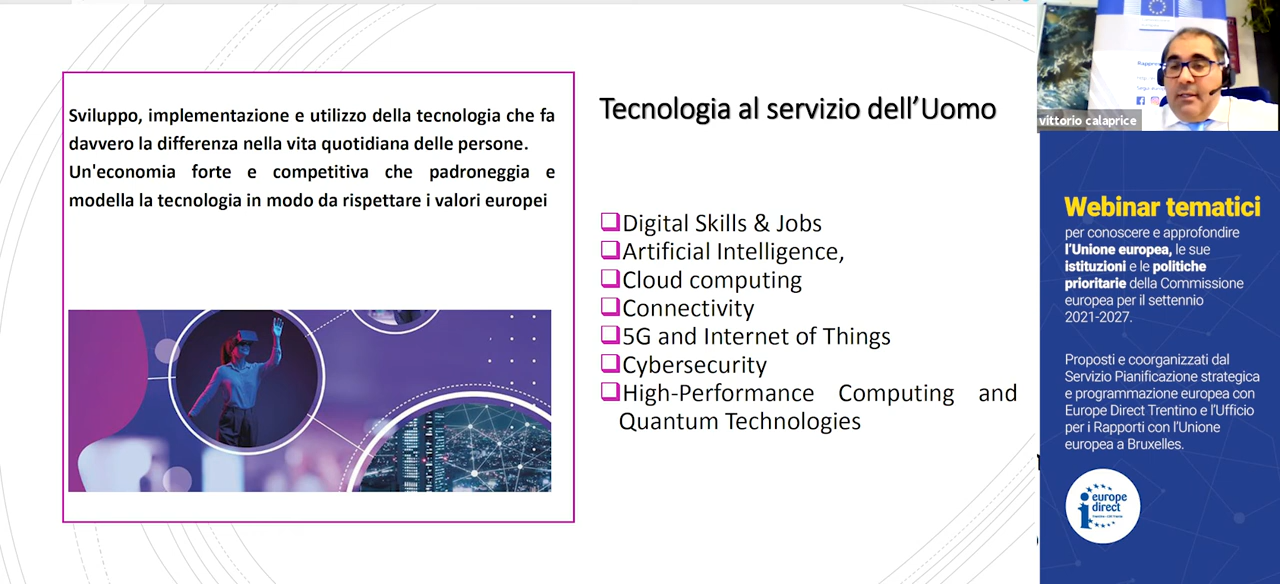 Sviluppo, implementazione e utilizzo della tecnologia che fa
davvero la differenza nella vita quotidiana delle persone.
Un'economia forte e competitiva che padroneggia e
modella la tecnologia in modo da rispettare i valori europei
Tecnologia al servizio dell'Uomo
Digital Skills & Jobs
Artificial Intelligence,
Cloud computing
Connectivity
5G and Internet of Things
Cybersecurity
High-Performance Computing and
Quantum Technologies
vittorio calaprice
Webinar tematici
per conoscere e approfondire
l'Unione europea, le sue
istituzioni e le politiche
prioritarie della Commissione
europea per il settennio
2021-2027.
Proposti e coorganizzati dal
Servizio Pianificazione strategica
e programmazione europea con
Europe Direct Trentino e l'Ufficio
per i Rapporti con l'Unione
europea a Bruxelles.
europe
direct